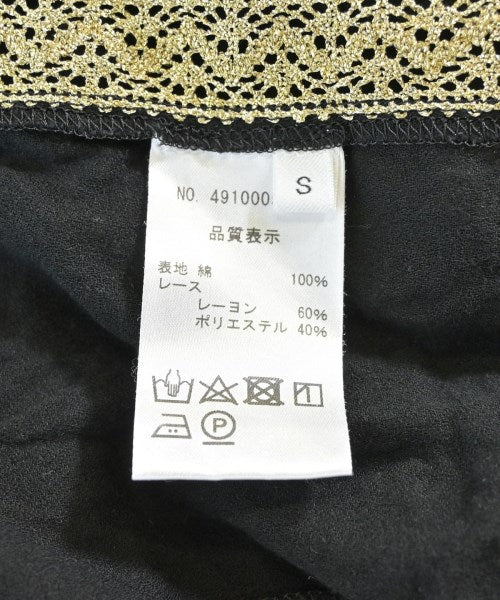 S
NO. 491000
品質表示
表地 綿 100%
レース
レーヨン 60%
ポリエステル 40%
P